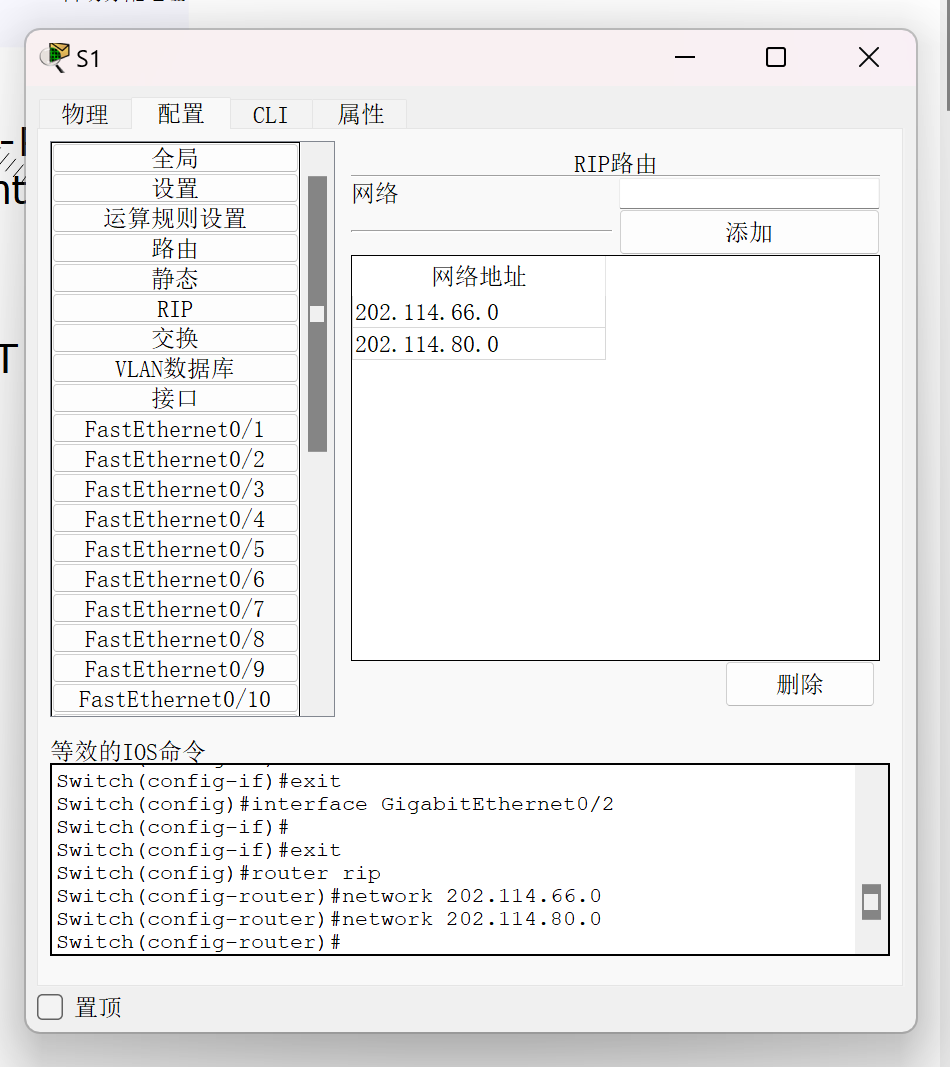 S1
物理
配置
CLI
属性
全局
设置
运算规则设置
路由
静态
RIP
交换
VLAN数据库
接口
FastEthernet0/1
FastEthernet0/2
FastEthernet0/3
FastEthernet0/4
FastEthernet0/5
FastEthernet0/6
FastEthernet0/7
FastEthernet0/8
FastEthernet0/9
FastEthernet0/10
RIP路由
网络
添加
网络地址
202.114.66.0
202.114.80.0
删除
等效的IOS命令
Switch(config-if)#exit
Switch(config)#interface GigabitEthernet0/2
Switch(config-if)#
Switch(config-if)#exit
Switch(config)#router rip
Switch(config-router)#network 202.114.66.0
Switch(config-router)#network 202.114.80.0
Switch(config-router)#
置顶